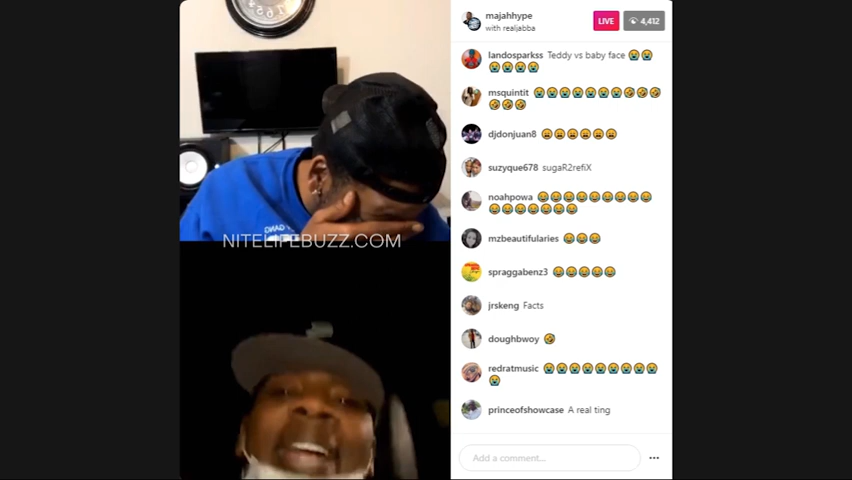 majahhype
with realjabba
LIVE
4,412
landosparkss Teddy vs baby face 😭😭
😭😭😭😭
msquintit 😭😭😭😭😭😭😭🤣🤣🤣
🤣🤣🤣
djdonjuan8 😩😩😩😩😩😩
suzyque678 sugaR2refiX
noahpowa 😂😂😂😂😂😂😂😂😂
😂😂😂😂😂😂😂
mzbeautifularies 😂😂😂
spraggabenz3 😂😂😂😂😂
jrskeng Facts
doughbwoy 🤣
redratmusic 😭😭😭😭😭😭😭😭😭
😭
princeofshowcase A real ting
Add a comment...
NITELIFEBUZZ.COM